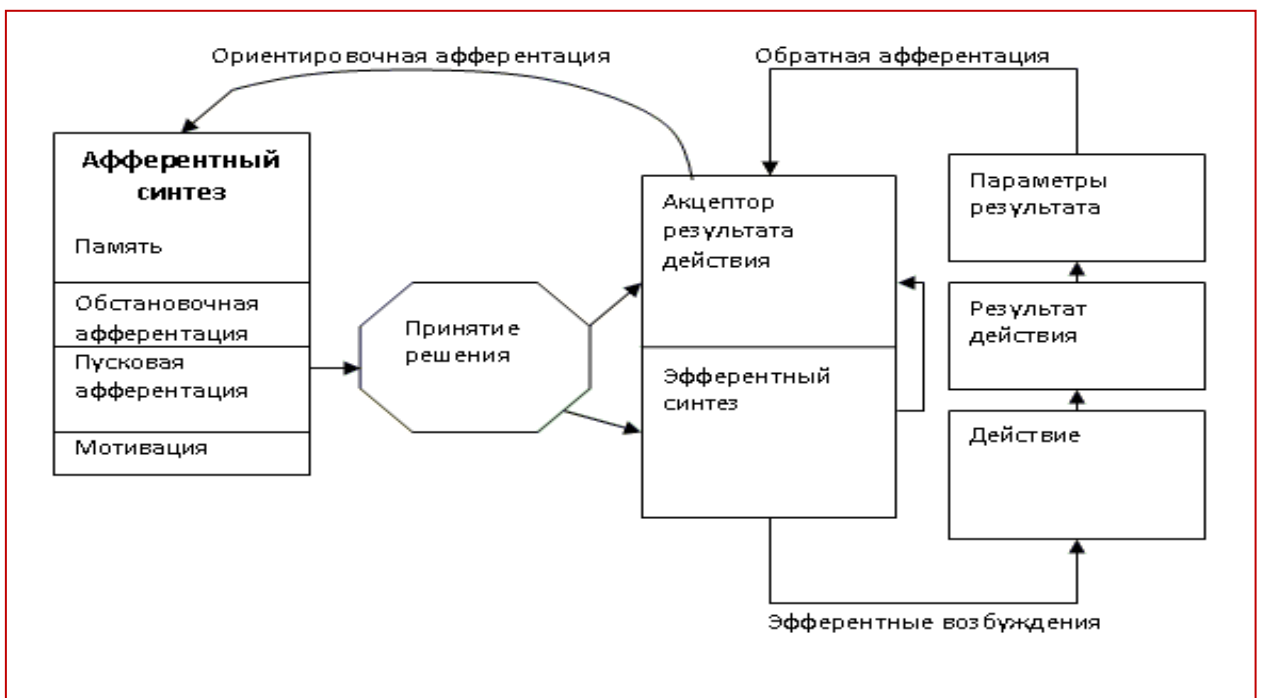 Ориентировочная афферентация
Обратная афферентация
Афферентный
синтез
Память
Обстановочная
афферентация
Пусковая
афферентация
Мотивация
Принятие
решения
Акцептор
результата
действия
Эфферентный
синтез
Параметры
результата
Результат
действия
Действие
Эфферентные возбуждения